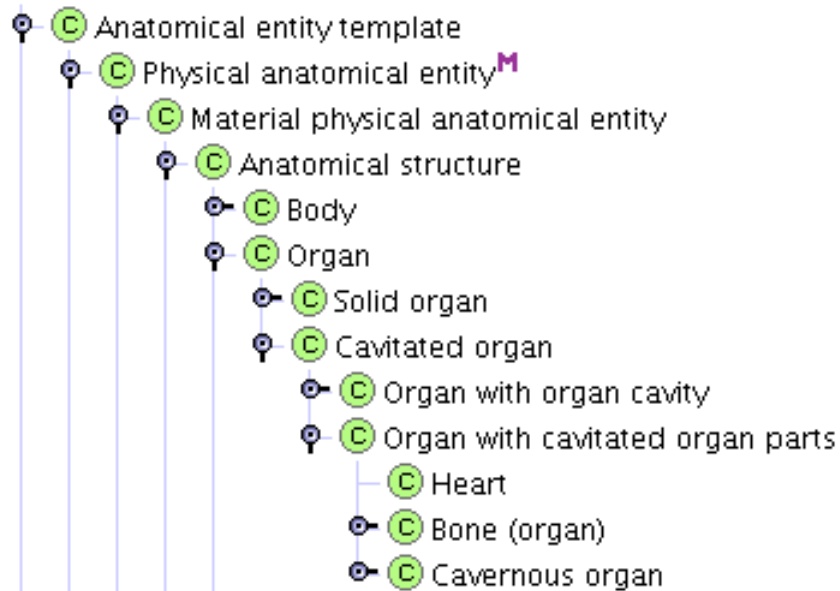 C Anatomical entity template
C Physical anatomical entity M
C Material physical anatomical entity
C Anatomical structure
C Body
C Organ
C Solid organ
C Cavitated organ
C Organ with organ cavity
C Organ with cavitated organ parts
C Heart
C Bone (organ)
C Cavernous organ